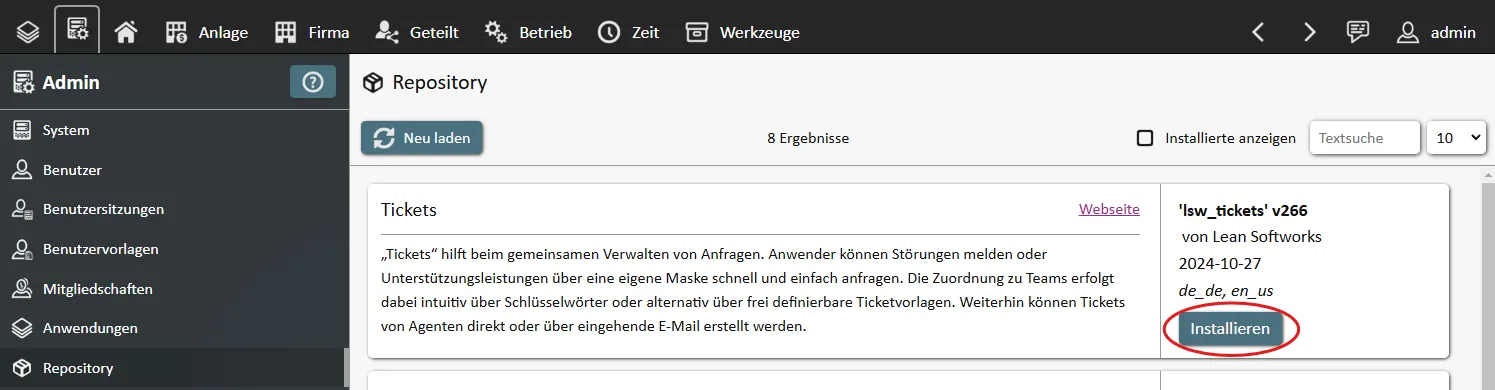 Anlage
Firma
Geteilt
Betrieb
Zeit
Werkzeuge
admin
Admin
System
Benutzer
Benutzersitzungen
Benutzervorlagen
Mitgliedschaften
Anwendungen
Repository
Repository
Neu laden
8 Ergebnisse
Installierte anzeigen
Textsuche
10
Tickets
Webseite
„Tickets“ hilft beim gemeinsamen Verwalten von Anfragen. Anwender können Störungen melden oder
Unterstützungsleistungen über eine eigene Maske schnell und einfach anfragen. Die Zuordnung zu Teams erfolgt
dabei intuitiv über Schlüsselwörter oder alternativ über frei definierbare Ticketvorlagen. Weiterhin können Tickets
von Agenten direkt oder über eingehende E-Mail erstellt werden.
'lsw_tickets' v266
von Lean Softworks
2024-10-27
de_de, en_us
Installieren